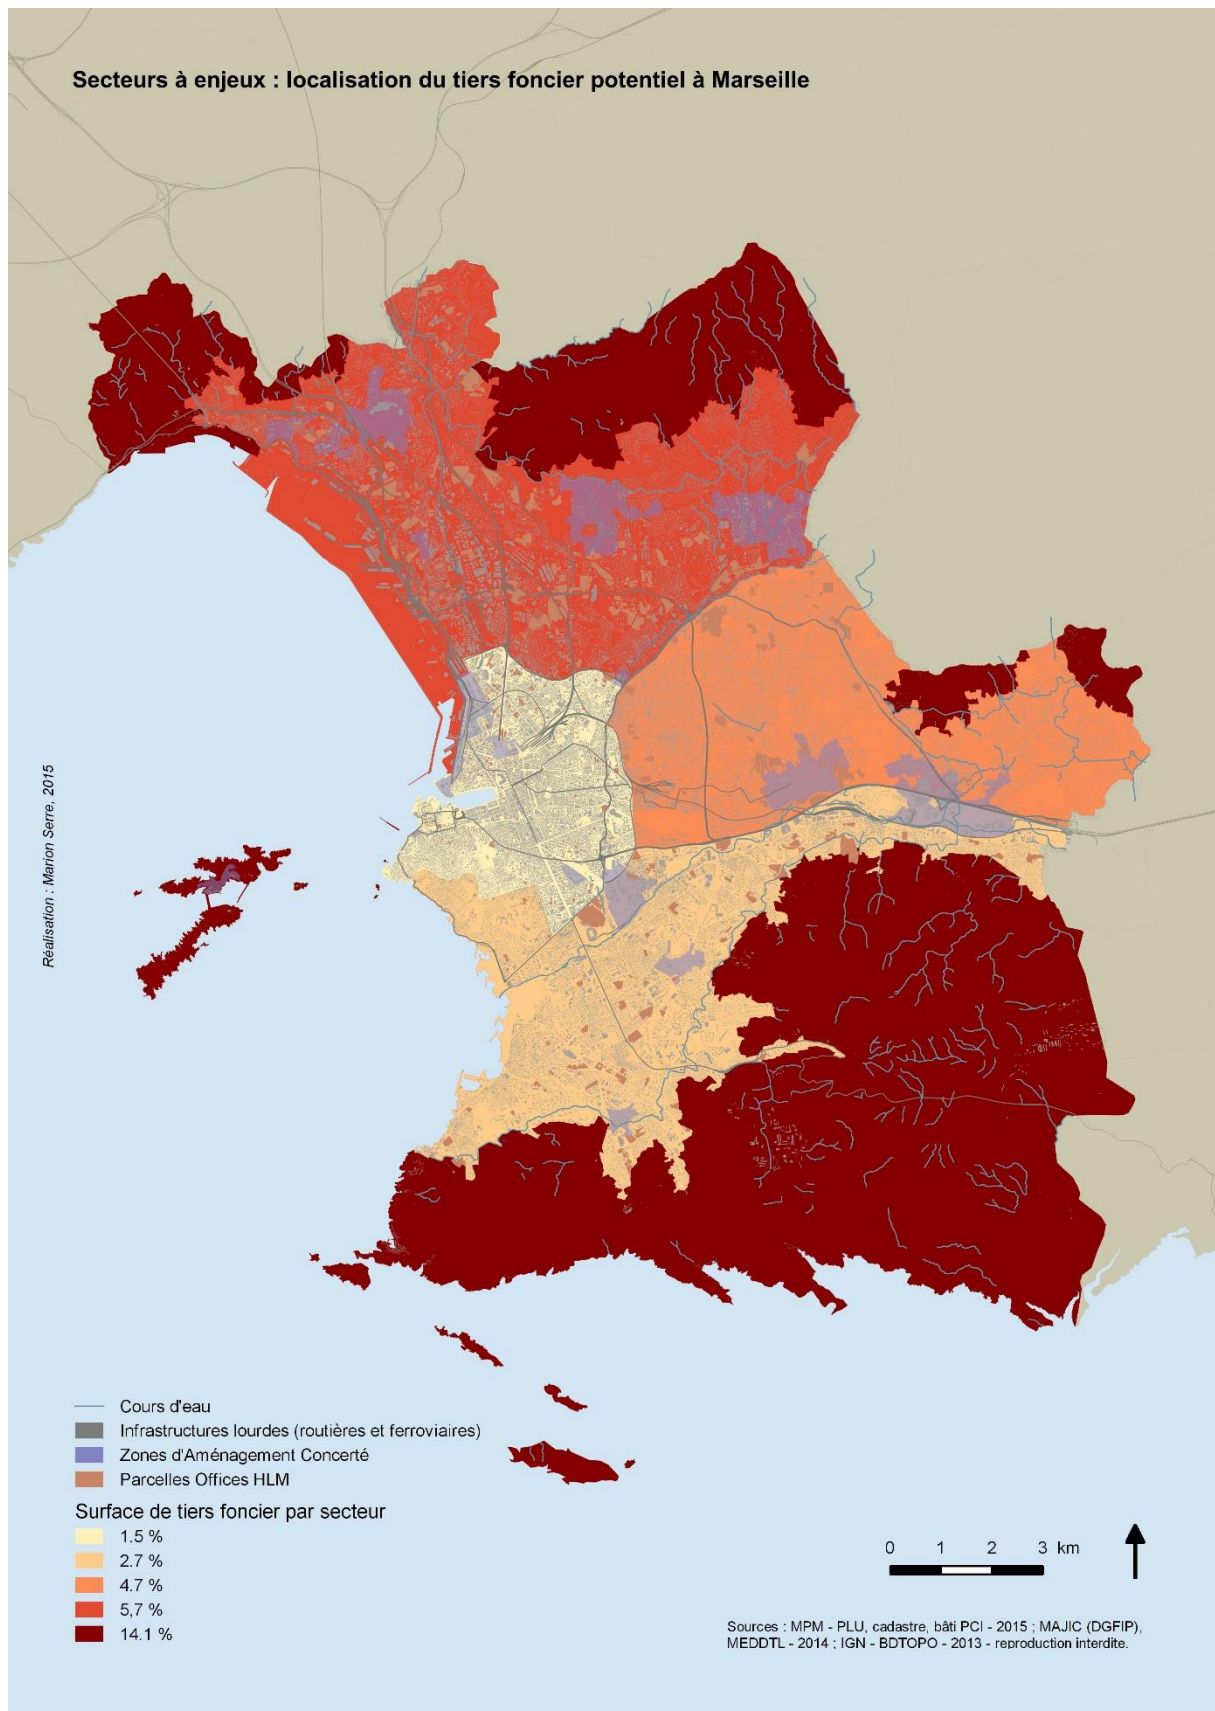 Secteurs à enjeux : localisation du tiers foncier potentiel à Marseille
Réalisation : Marion Serre, 2015
Cours d'eau
Infrastructures lourdes (routières et ferroviaires)
Zones d'Aménagement Concerté
Parcelles Offices HLM
Surface de tiers foncier par secteur
1.5 %
2.7 %
4.7 %
5,7 %
14.1 %
0 1 2 3 km
Sources : MPM - PLU, cadastre, bâti PCI - 2015 ; MAJIC (DGFIP),
MEDDTL - 2014 ; IGN - BDTOPO - 2013 - reproduction interdite.